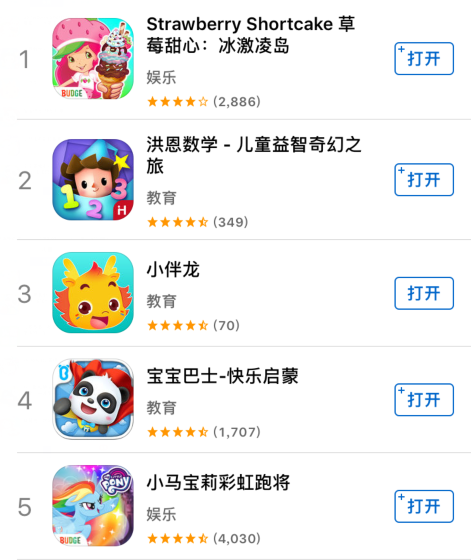 1
Strawberry Shortcake 草
莓甜心：冰激凌岛
娱乐
(2,886)
打开
BUDGE
2
洪恩数学 - 儿童益智奇幻之
旅
教育
(349)
打开
1 2 3
H
3
小伴龙
教育
(70)
打开
4
宝宝巴士-快乐启蒙
教育
(1,707)
打开
5
小马宝莉彩虹跑将
娱乐
(4,030)
打开
PONY
BUDGE